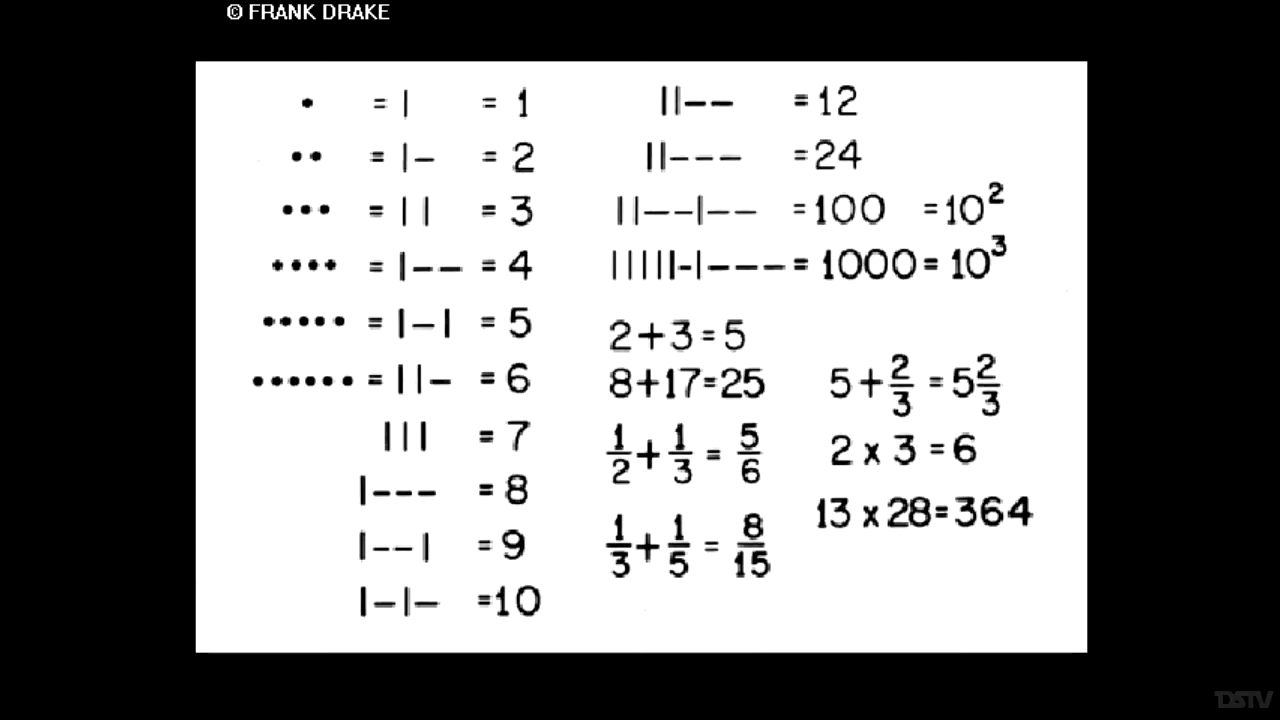 © FRANK DRAKE
• = | = 1
•• = |- = 2
••• = || = 3
•••• = |-- = 4
••••• = |-| = 5
•••••• = ||- = 6
||| = 7
|--- = 8
|--| = 9
|-|- =10
||-- =12
||--- =24
||--|-- =100 =10²
|||||-|--- = 1000 = 10³
2+3=5
8+17=25
1/2 + 1/3 = 5/6
1/3 + 1/5 = 8/15
5 + 2/3 = 5 2/3
2 x 3 = 6
13 x 28 = 364
DSTV